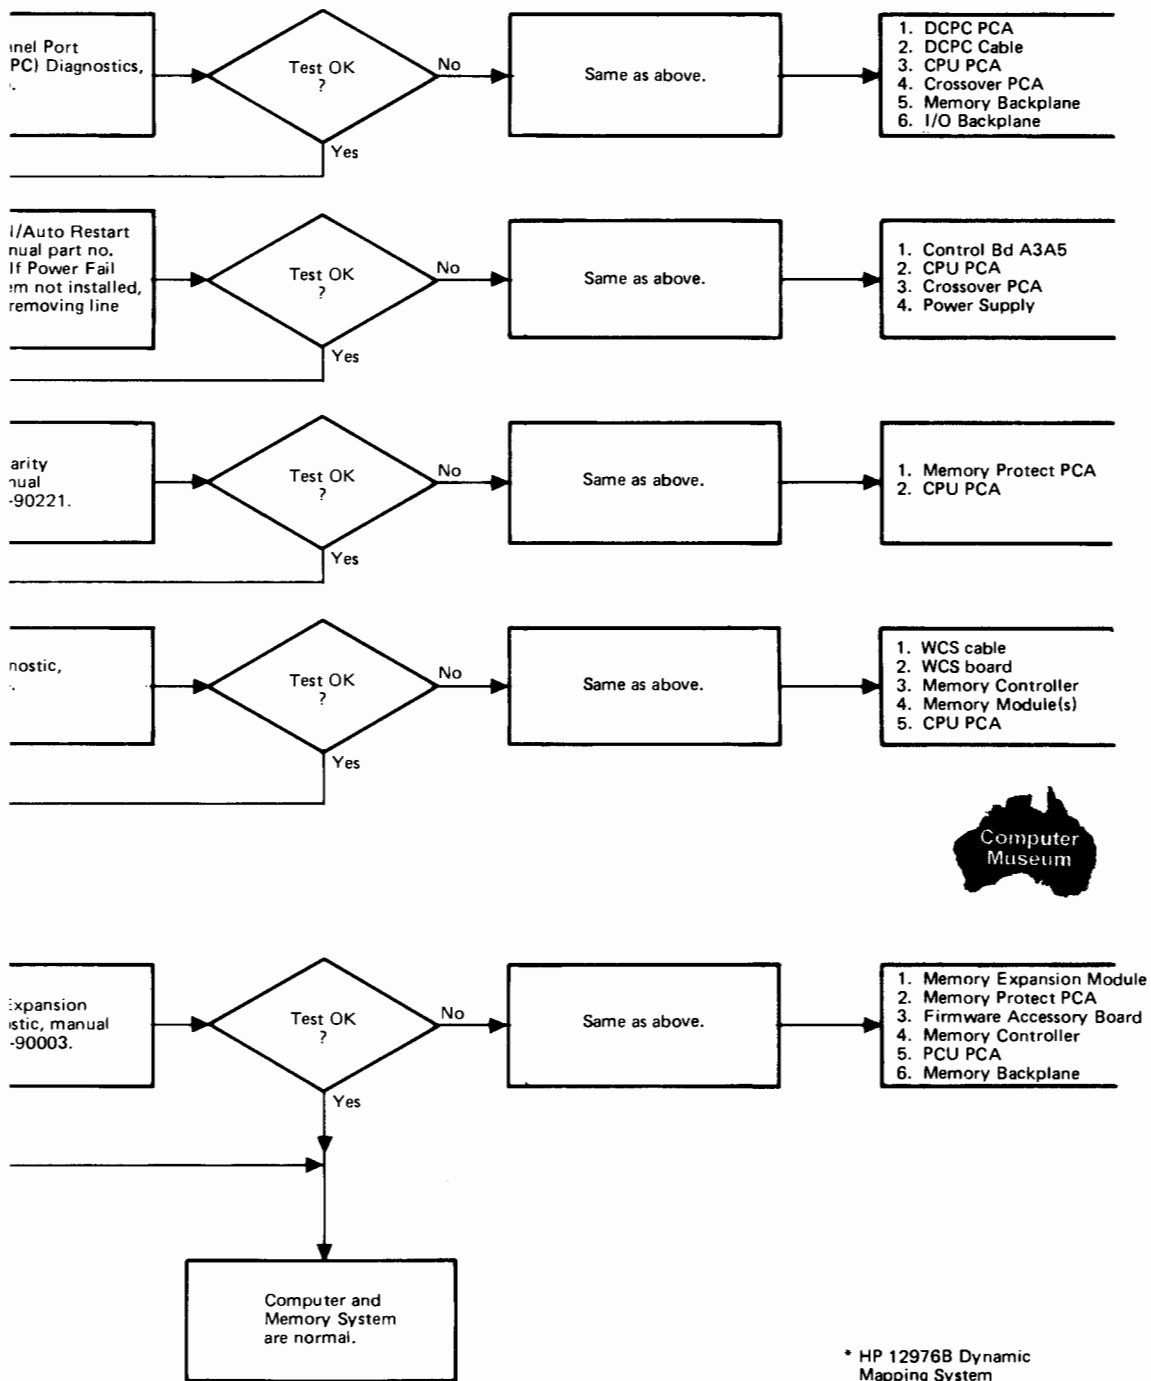 nnel Port
PC) Diagnostics,
Test OK
?
No
Yes
Same as above.
1. DCPC PCA
2. DCPC Cable
3. CPU PCA
4. Crossover PCA
5. Memory Backplane
6. I/O Backplane
l/Auto Restart
nual part no.
If Power Fail
em not installed,
removing line
Test OK
?
No
Yes
Same as above.
1. Control Bd A3A5
2. CPU PCA
3. Crossover PCA
4. Power Supply
arity
nual
-90221.
Test OK
?
No
Yes
Same as above.
1. Memory Protect PCA
2. CPU PCA
nostic,
Test OK
?
No
Yes
Same as above.
1. WCS cable
2. WCS board
3. Memory Controller
4. Memory Module(s)
5. CPU PCA
Computer
Museum
Expansion
ostic, manual
-90003.
Test OK
?
No
Yes
Same as above.
1. Memory Expansion Module
2. Memory Protect PCA
3. Firmware Accessory Board
4. Memory Controller
5. PCU PCA
6. Memory Backplane
Computer and
Memory System
are normal.
* HP 12976B Dynamic
Mapping System